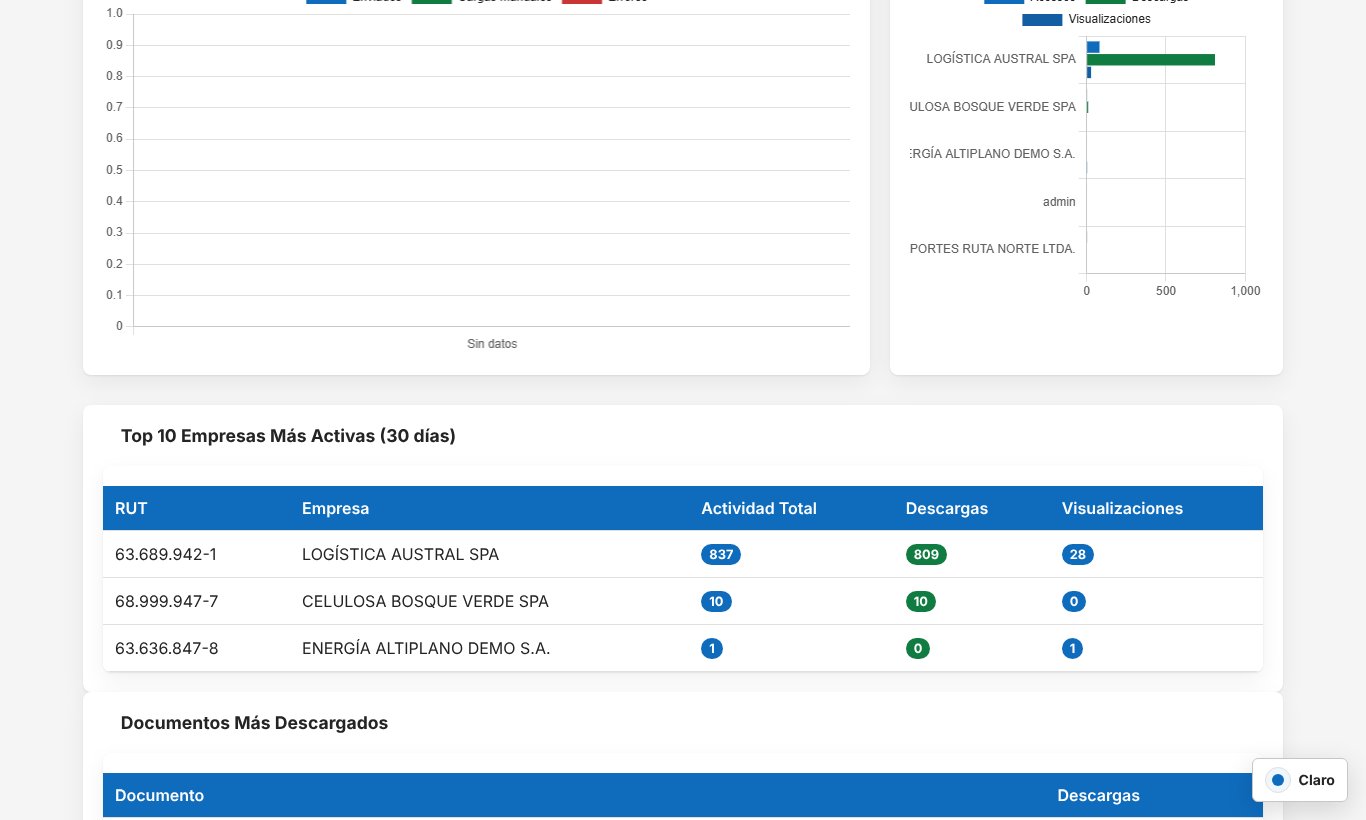 1.0
0.9
0.8
0.7
0.6
0.5
0.4
0.3
0.2
0.1
0
Sin datos
Visualizaciones
LOGÍSTICA AUSTRAL SPA
ULOSA BOSQUE VERDE SPA
RGÍA ALTIPLANO DEMO S.A.
admin
PORTES RUTA NORTE LTDA.
0 500 1,000
Top 10 Empresas Más Activas (30 días)
RUT Empresa Actividad Total Descargas Visualizaciones
63.689.942-1 LOGÍSTICA AUSTRAL SPA 837 809 28
68.999.947-7 CELULOSA BOSQUE VERDE SPA 10 10 0
63.636.847-8 ENERGÍA ALTIPLANO DEMO S.A. 1 0 1
Documentos Más Descargados
Documento Descargas
Claro